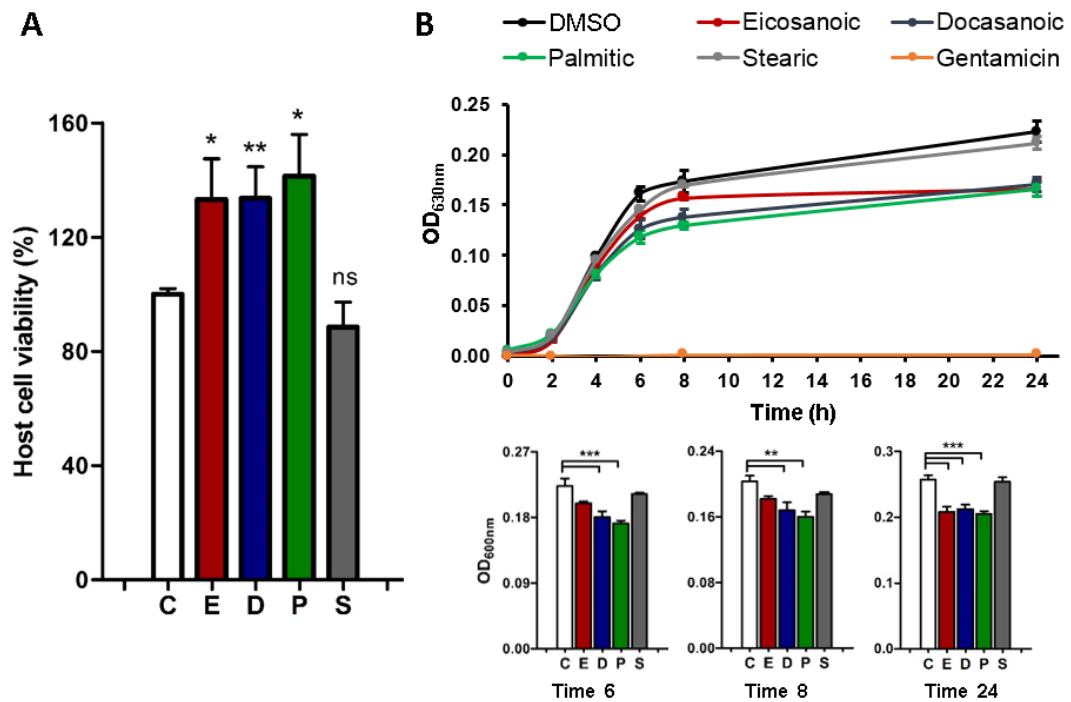 A
B
DMSO Eicosanoic Docasanoic
Palmitic Stearic Gentamicin
Host cell viability (%)
160
120
80
40
0
* ** * ns
C E D P S
OD630nm
0.25
0.20
0.15
0.10
0.05
0.00
0 2 4 6 8 10 12 14 16 18 20 22 24
Time (h)
OD600nm
0.27
0.18
0.09
0.00
***
C E D P S
Time 6
0.24
0.16
0.08
0.00
**
C E D P S
Time 8
0.3
0.2
0.1
0.0
***
C E D P S
Time 24